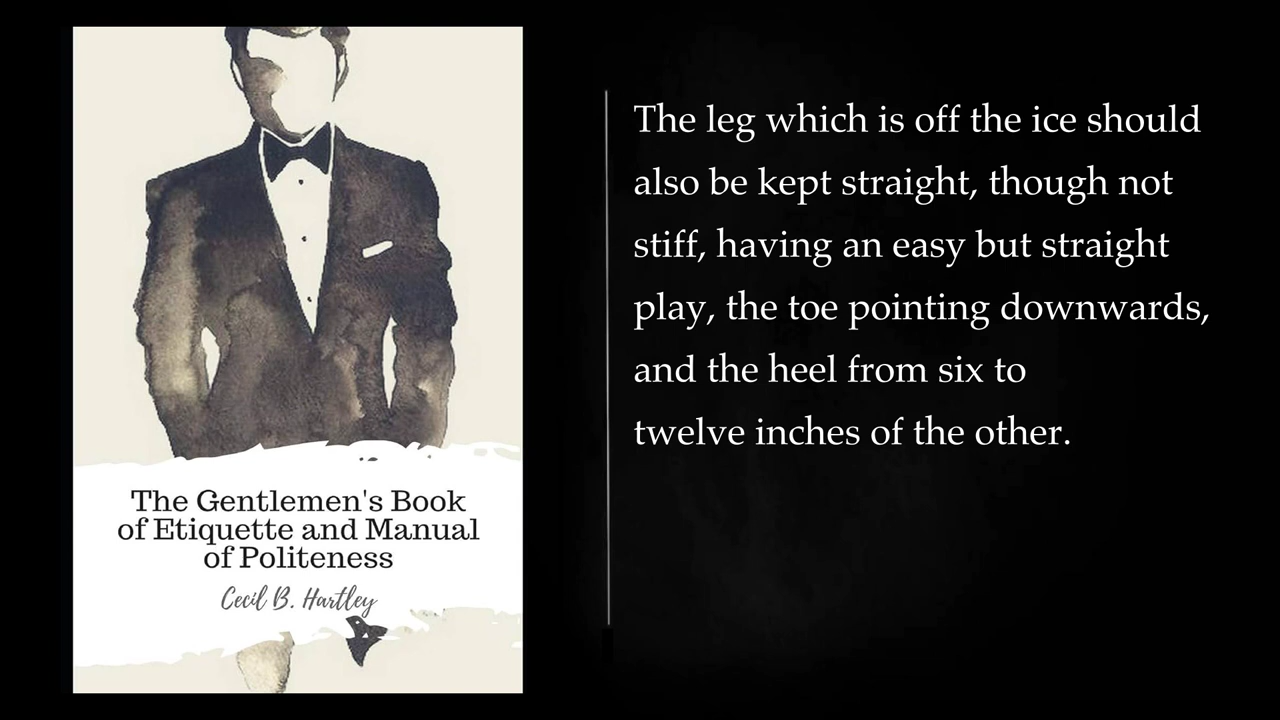 The Gentlemen's Book
of Etiquette and Manual
of Politeness
Cecil B. Hartley
The leg which is off the ice should
also be kept straight, though not
stiff, having an easy but straight
play, the toe pointing downwards,
and the heel from six to
twelve inches of the other.